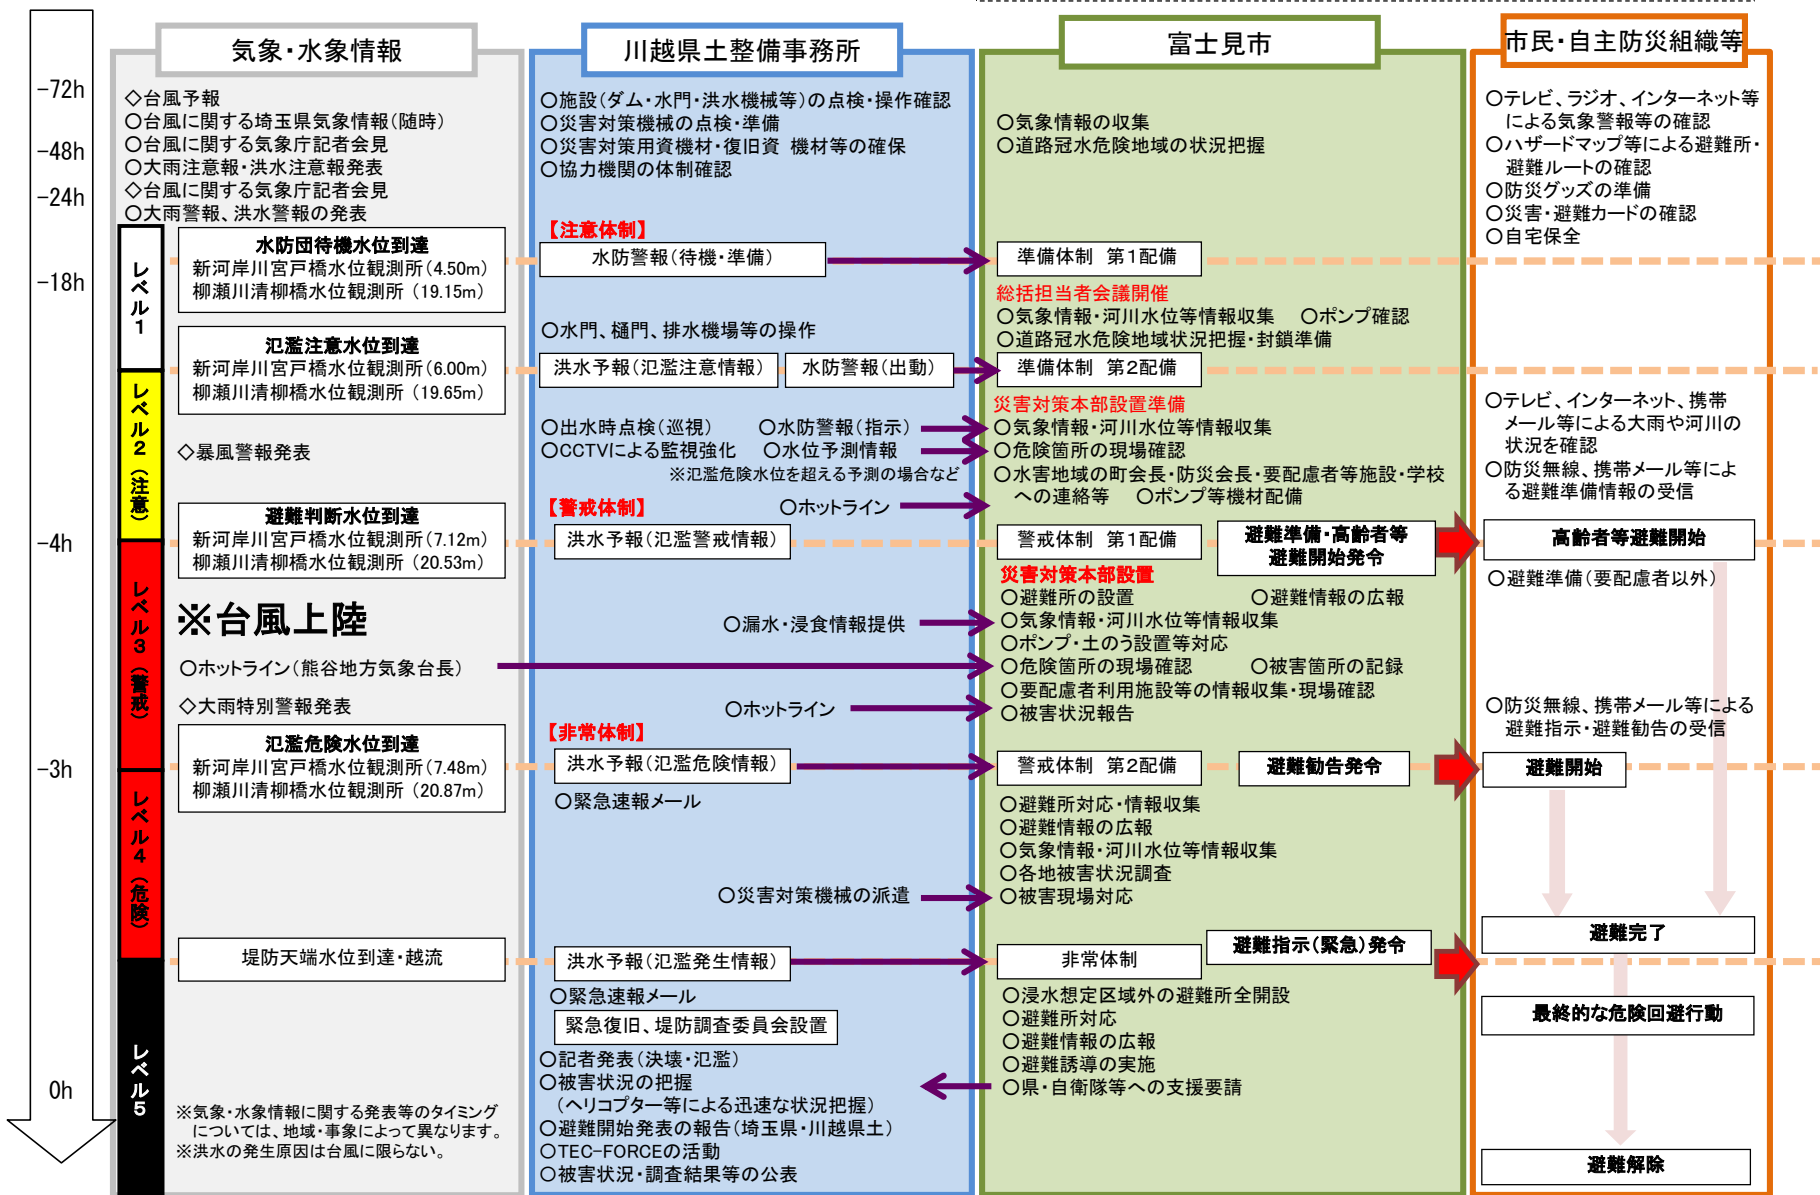 -72h
-48h
-24h
-18h
-4h
-3h
0h
レベル1
レベル2（注意）
レベル3（警戒）
レベル4（危険）
レベル5
気象・水象情報
◇台風予報
○台風に関する埼玉県気象情報（随時）
○台風に関する気象庁記者会見
○大雨注意報・洪水注意報発表
◇台風に関する気象庁記者会見
○大雨警報、洪水警報の発表
水防団待機水位到達
新河岸川宮戸橋水位観測所（4.50m）
柳瀬川清柳橋水位観測所 （19.15m）
氾濫注意水位到達
新河岸川宮戸橋水位観測所（6.00m）
柳瀬川清柳橋水位観測所 （19.65m）
◇暴風警報発表
避難判断水位到達
新河岸川宮戸橋水位観測所（7.12m）
柳瀬川清柳橋水位観測所 （20.53m）
※台風上陸
○ホットライン（熊谷地方気象台長）
◇大雨特別警報発表
氾濫危険水位到達
新河岸川宮戸橋水位観測所（7.48m）
柳瀬川清柳橋水位観測所 （20.87m）
堤防天端水位到達・越流
※気象・水象情報に関する発表等のタイミング
については、地域・事象によって異なります。
※洪水の発生原因は台風に限らない。
川越県土整備事務所
○施設（ダム・水門・洪水機械等）の点検・操作確認
○災害対策機械の点検・準備
○災害対策用資機材・復旧資 機材等の確保
○協力機関の体制確認
【注意体制】
水防警報（待機・準備）
○水門、樋門、排水機場等の操作
洪水予報（氾濫注意情報）
水防警報（出動）
○出水時点検（巡視） ○水防警報（指示）
○CCTVによる監視強化 ○水位予測情報
※氾濫危険水位を超える予測の場合など
【警戒体制】 ○ホットライン
洪水予報（氾濫警戒情報）
○漏水・浸食情報提供
○ホットライン
【非常体制】
洪水予報（氾濫危険情報）
○緊急速報メール
○災害対策機械の派遣
洪水予報（氾濫発生情報）
○緊急速報メール
緊急復旧、堤防調査委員会設置
○記者発表（決壊・氾濫）
○被害状況の把握
（ヘリコプター等による迅速な状況把握）
○避難開始発表の報告（埼玉県・川越県土）
○TEC-FORCEの活動
○被害状況・調査結果等の公表
富士見市
○気象情報の収集
○道路冠水危険地域の状況把握
準備体制 第1配備
総括担当者会議開催
○気象情報・河川水位等情報収集 ○ポンプ確認
○道路冠水危険地域状況把握・封鎖準備
準備体制 第2配備
災害対策本部設置準備
○気象情報・河川水位等情報収集
○危険箇所の現場確認
○水害地域の町会長・防災会長・要配慮者等施設・学校
への連絡等 ○ポンプ等機材配備
警戒体制 第1配備
避難準備・高齢者等
避難開始発令
災害対策本部設置
○避難所の設置 ○避難情報の広報
○気象情報・河川水位等情報収集
○ポンプ・土のう設置等対応
○危険箇所の現場確認 ○被害箇所の記録
○要配慮者利用施設等の情報収集・現場確認
○被害状況報告
警戒体制 第2配備
避難勧告発令
○避難所対応・情報収集
○避難情報の広報
○気象情報・河川水位等情報収集
○各地被害状況調査
○被害現場対応
非常体制
避難指示（緊急）発令
○浸水想定区域外の避難所全開設
○避難所対応
○避難情報の広報
○避難誘導の実施
○県・自衛隊等への支援要請
市民・自主防災組織等
○テレビ、ラジオ、インターネット等
による気象警報等の確認
○ハザードマップ等による避難所・
避難ルートの確認
○防災グッズの準備
○災害・避難カードの確認
○自宅保全
○テレビ、インターネット、携帯
メール等による大雨や河川の
状況を確認
○防災無線、携帯メール等によ
る避難準備情報の受信
高齢者等避難開始
○避難準備（要配慮者以外）
○防災無線、携帯メール等による
避難指示・避難勧告の受信
避難開始
避難完了
最終的な危険回避行動
避難解除